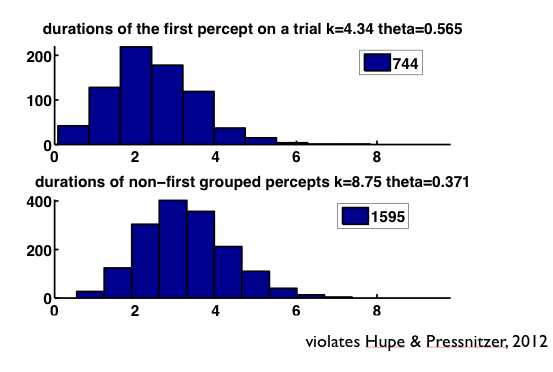 durations of the first percept on a trial k=4.34 theta=0.565
200
744
100
0
0 2 4 6 8
durations of non-first grouped percepts k=8.75 theta=0.371
400
1595
200
0
0 2 4 6 8
violates Hupe & Pressnitzer, 2012